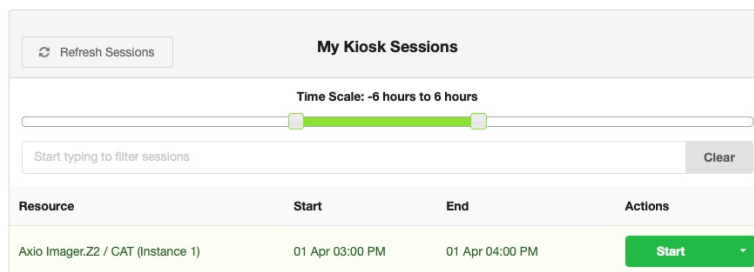 Refresh Sessions
My Kiosk Sessions
Time Scale: -6 hours to 6 hours
Start typing to filter sessions
Clear
Resource Start End Actions
Axio Imager.Z2 / CAT (Instance 1) 01 Apr 03:00 PM 01 Apr 04:00 PM Start